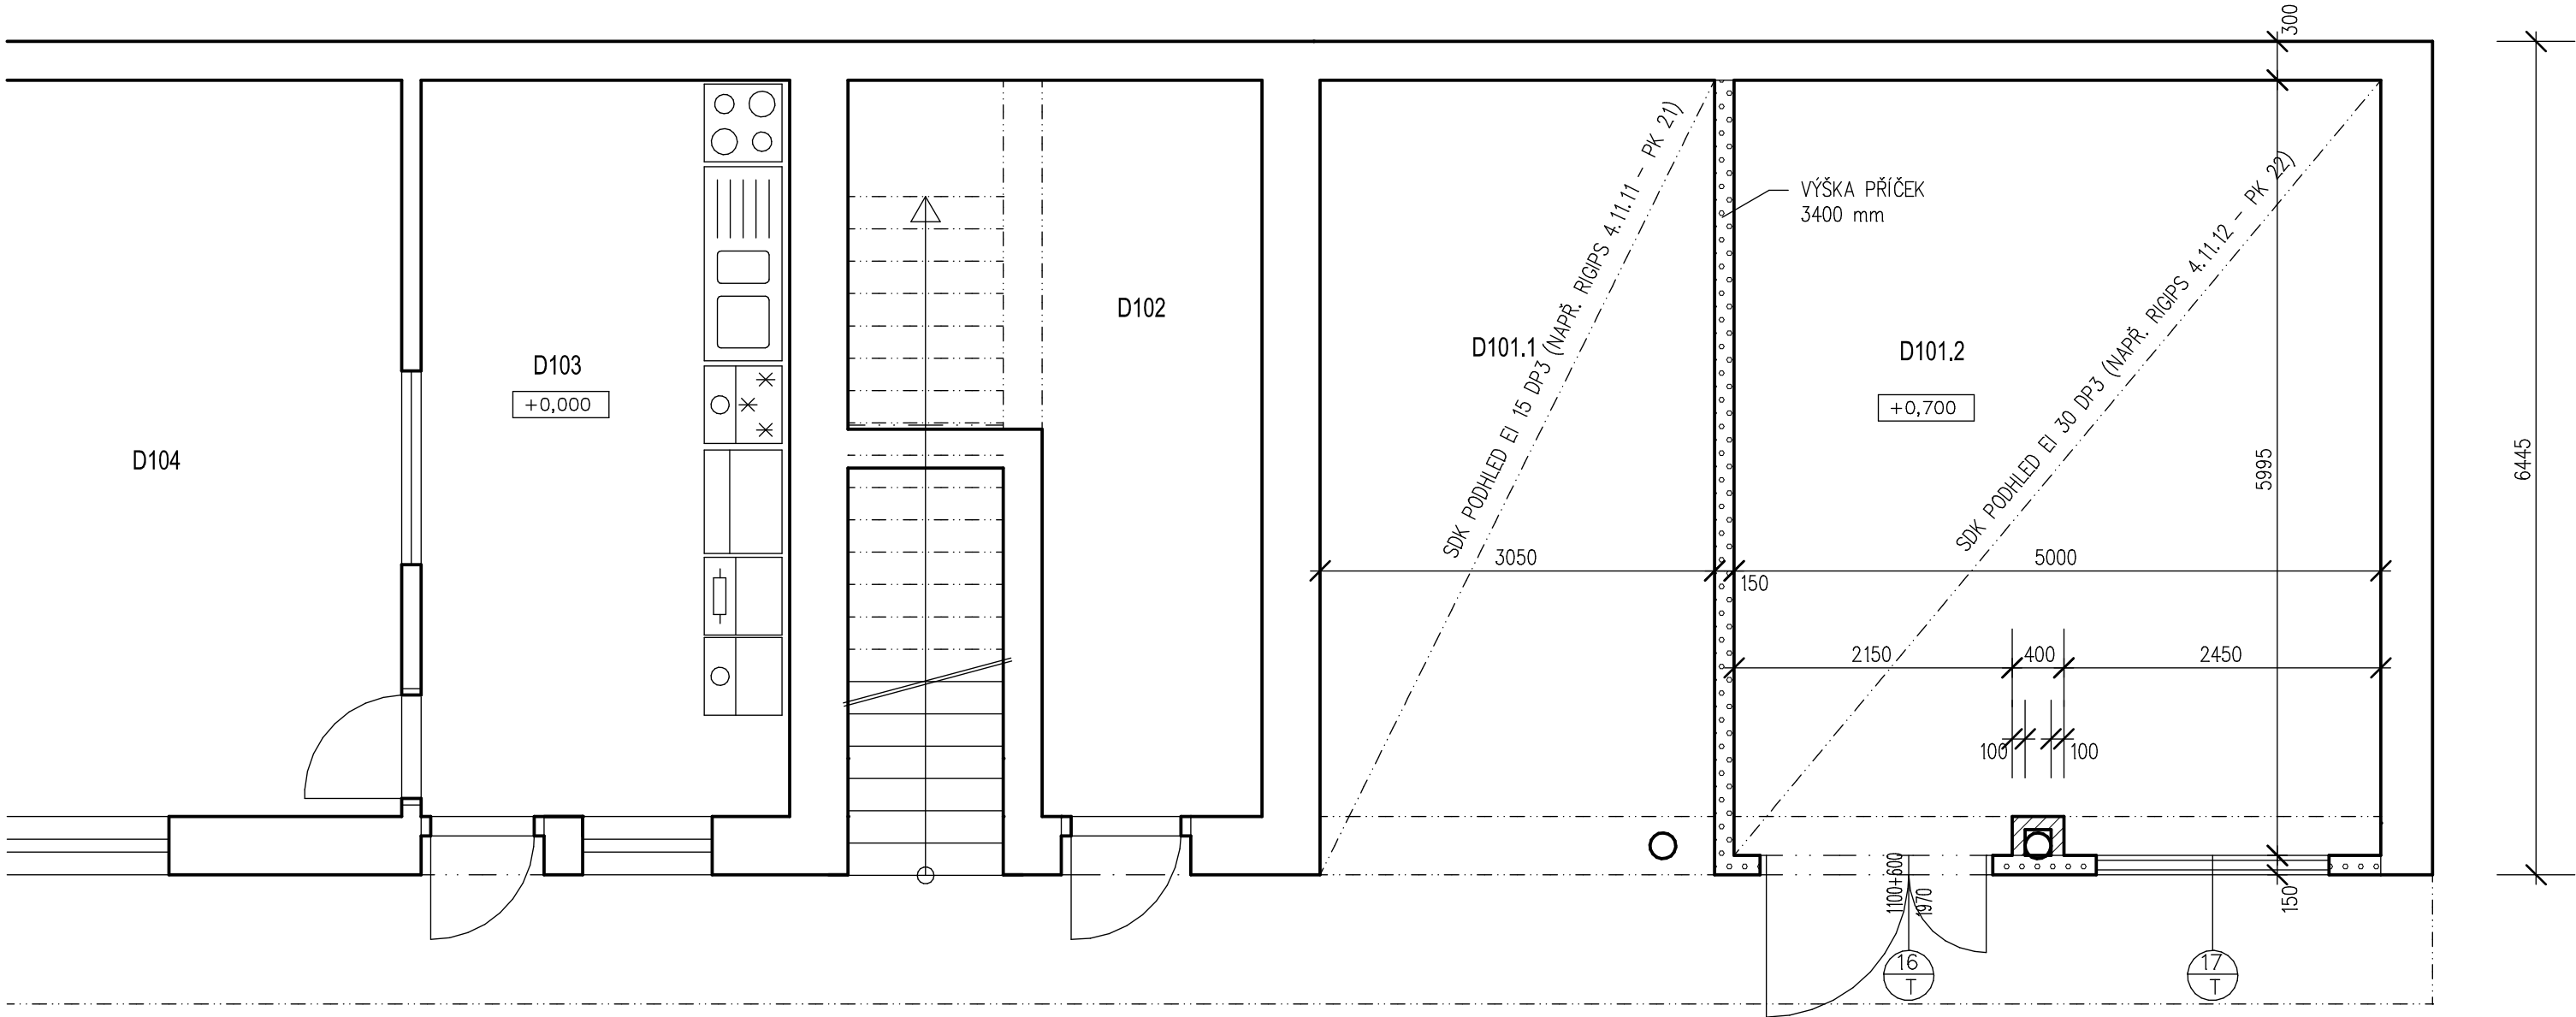 300
VÝŠKA PŘÍČEK
3400 mm
D104
D103
+0,000
D102
D101.1
SDK PODHLED EI 15 DP3 (NAPŘ. RIGIPS 4.11.11 - PK 21)
D101.2
+0,700
SDK PODHLED EI 30 DP3 (NAPŘ. RIGIPS 4.11.12 - PK 22)
5995
6445
3050
150
5000
2150
400
2450
100
100
1100+600
1970
150
16
T
17
T